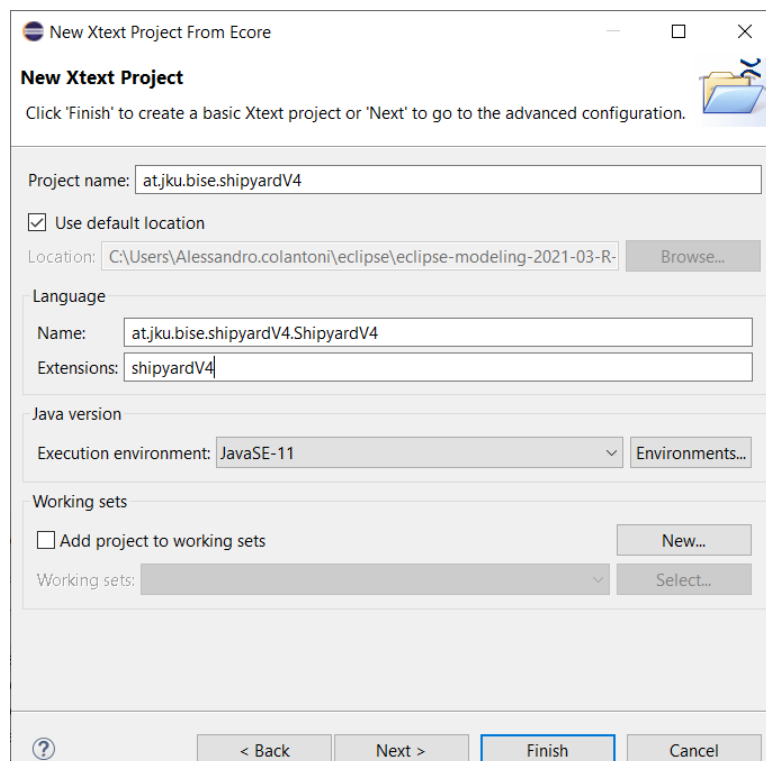 New Xtext Project From Ecore
New Xtext Project
Click 'Finish' to create a basic Xtext project or 'Next' to go to the advanced configuration.
Project name: at.jku.bise.shipyardV4
Use default location
Location: C:\Users\Alessandro.colantoni\eclipse\eclipse-modeling-2021-03-R- Browse...
Language
Name: at.jku.bise.shipyardV4.ShipyardV4
Extensions: shipyardV4
Java version
Execution environment: JavaSE-11 Environments...
Working sets
Add project to working sets New...
Working sets: Select...
? < Back Next > Finish Cancel